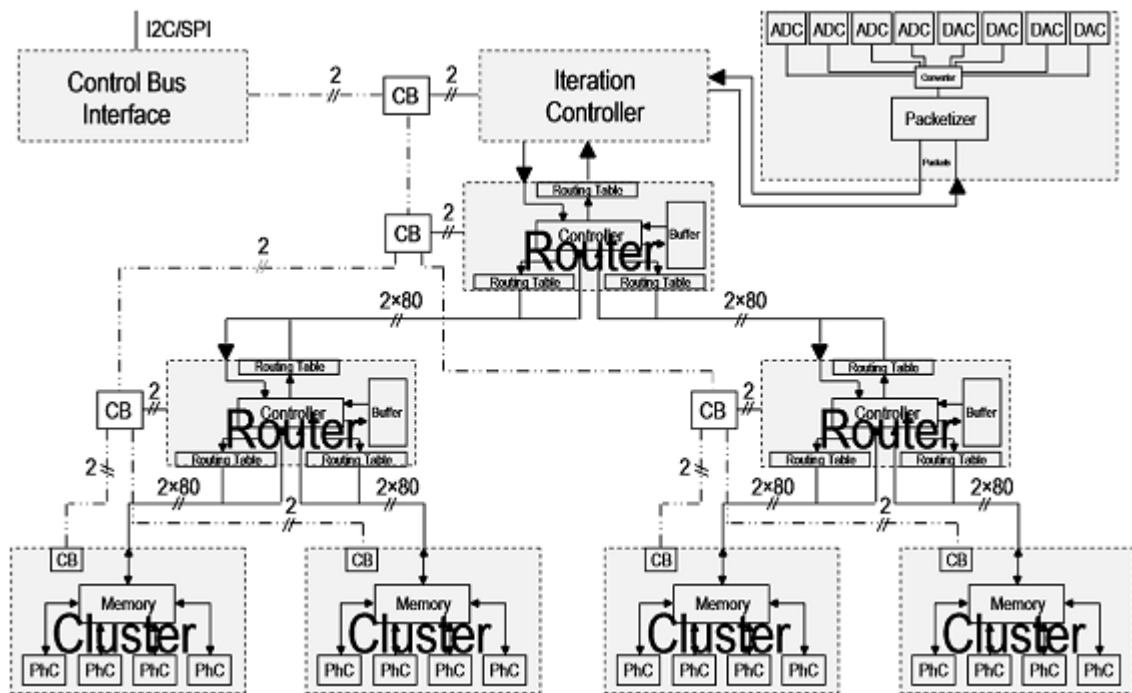 I2C/SPI
Control Bus
Interface
2
CB
2
Iteration
Controller
ADC ADC ADC ADC DAC DAC DAC DAC
Converter
Packetizer
Packets
CB
2
2
Routing Table
Controller
Buffer
Router
Routing Table Routing Table
2×80
2×80
CB
2
Routing Table
Controller
Buffer
Router
Routing Table Routing Table
CB
2
Routing Table
Controller
Buffer
Router
Routing Table Routing Table
2
2×80
2
2×80
2
2×80
2
2×80
CB
Memory
Cluster
PhC PhC PhC PhC
CB
Memory
Cluster
PhC PhC PhC PhC
CB
Memory
Cluster
PhC PhC PhC PhC
CB
Memory
Cluster
PhC PhC PhC PhC